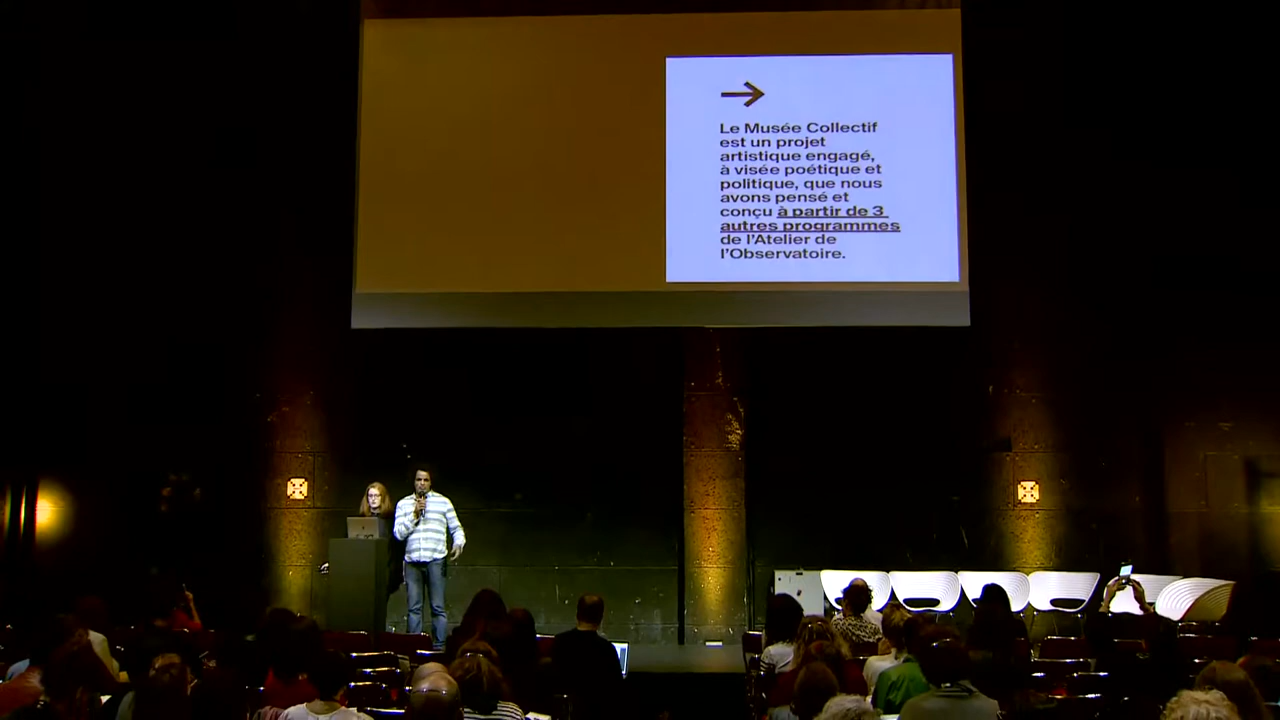 →
Le Musée Collectif
est un projet
artistique engagé,
à visée poétique et
politique, que nous
avons pensé et
conçu à partir de 3
autres programmes
de l'Atelier de
l'Observatoire.